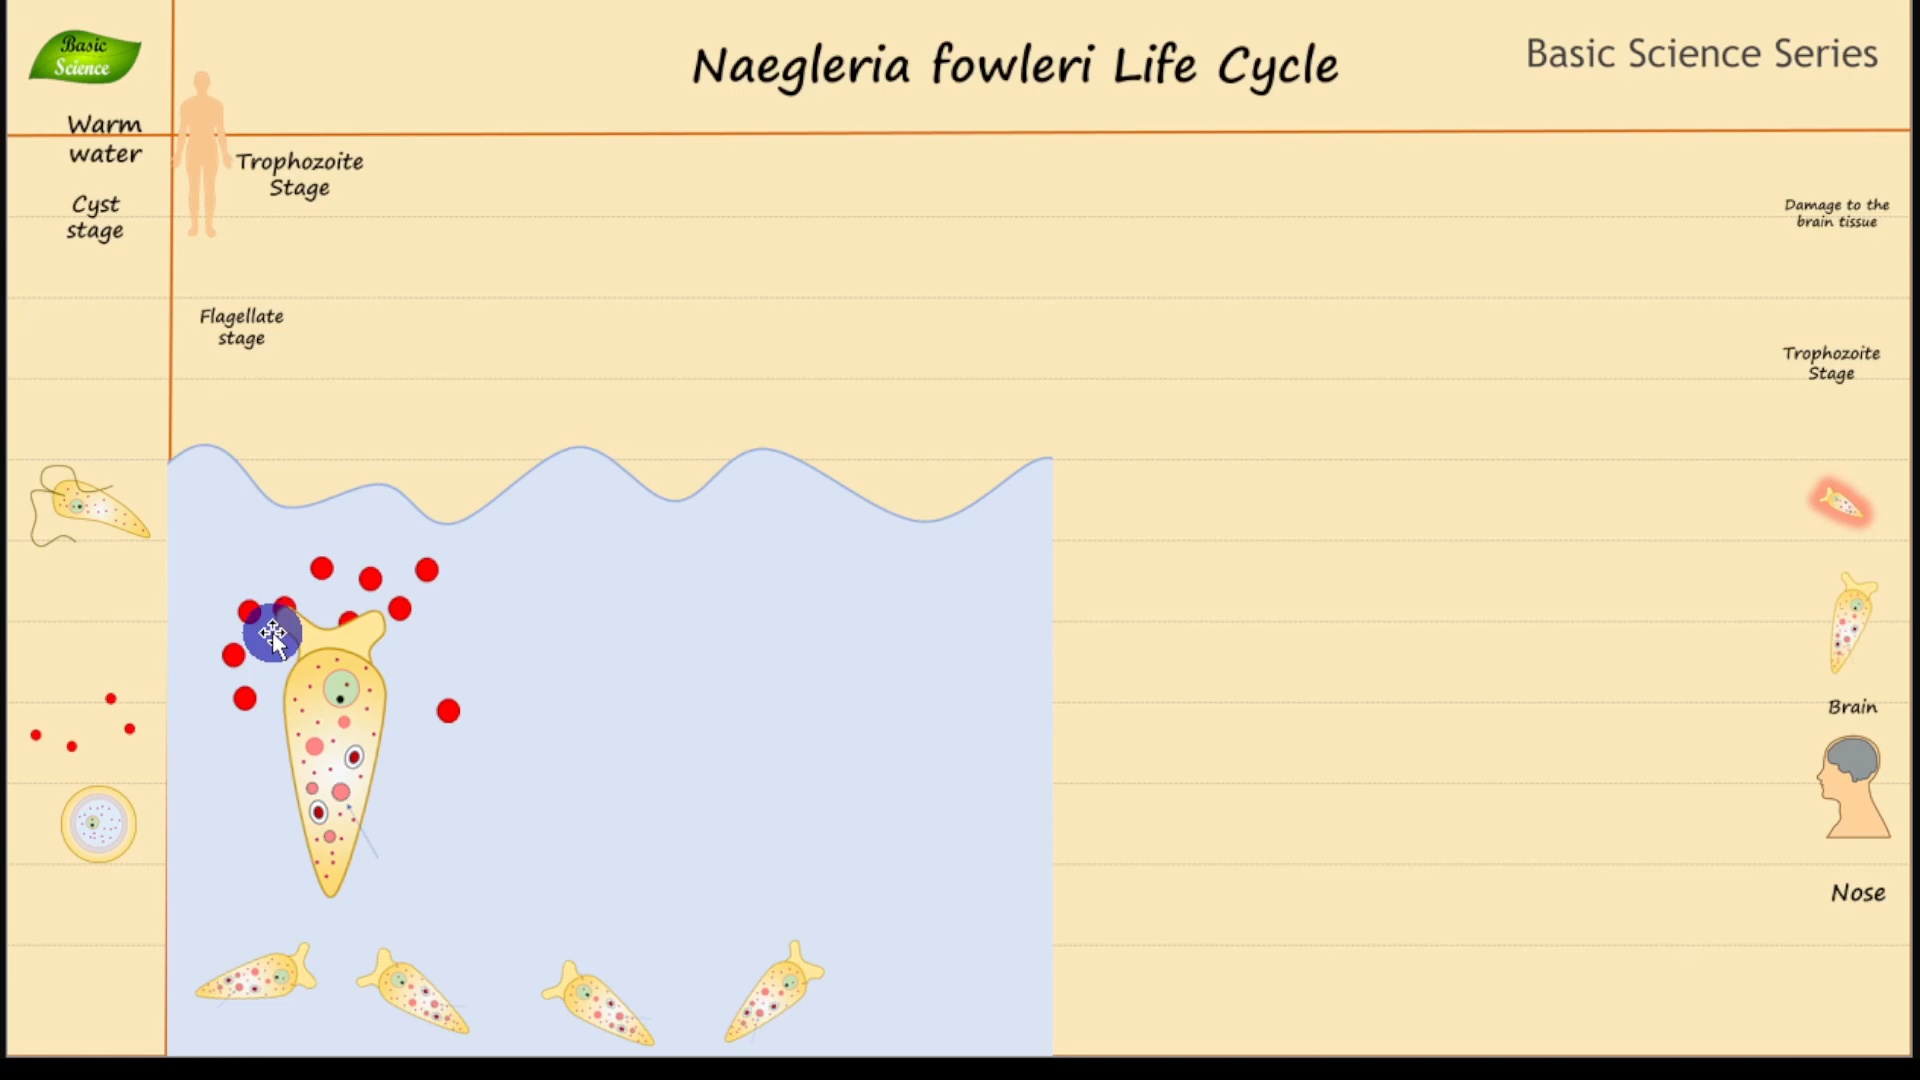 Basic
Science
Naegleria fowleri Life Cycle
Basic Science Series
Warm
water
Trophozoite
Stage
Cyst
stage
Damage to the
brain tissue
Flagellate
stage
Trophozoite
Stage
Brain
Nose